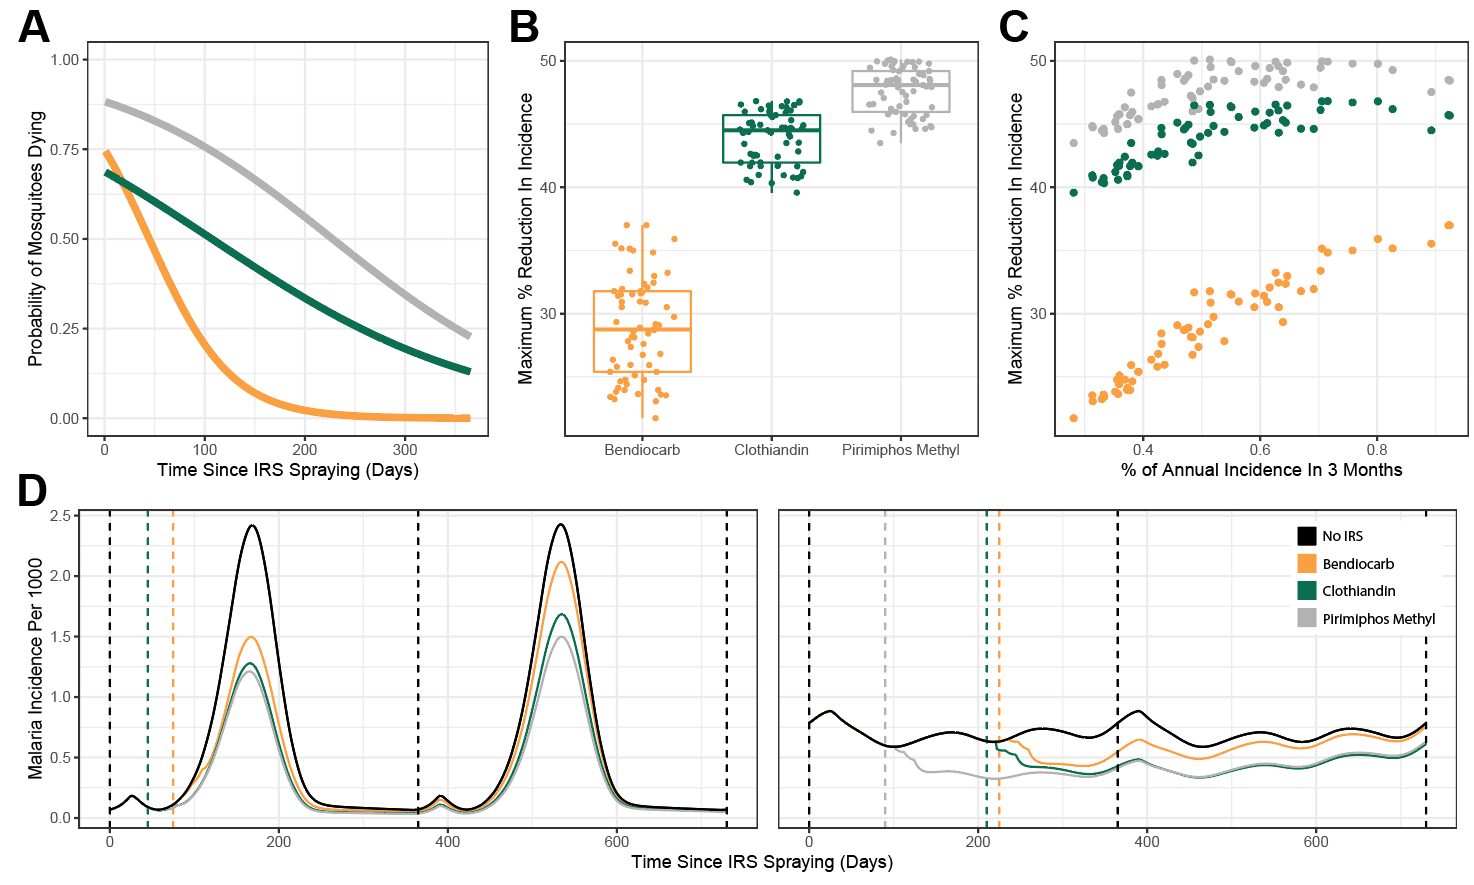 A
B
C
Probability of Mosquitoes Dying
1.00
0.75
0.50
0.25
0.00
0
100
200
300
Time Since IRS Spraying (Days)
Maximum % Reduction In Incidence
50
40
30
Bendiocarb
Clothiandin
Pirimiphos Methyl
Maximum % Reduction In Incidence
50
40
30
0.4
0.6
0.8
% of Annual Incidence In 3 Months
D
Malaria Incidence Per 1000
2.5
2.0
1.5
1.0
0.5
0.0
0
200
400
600
0
200
400
600
Time Since IRS Spraying (Days)
No IRS
Bendiocarb
Clothiandin
Pirimiphos Methyl